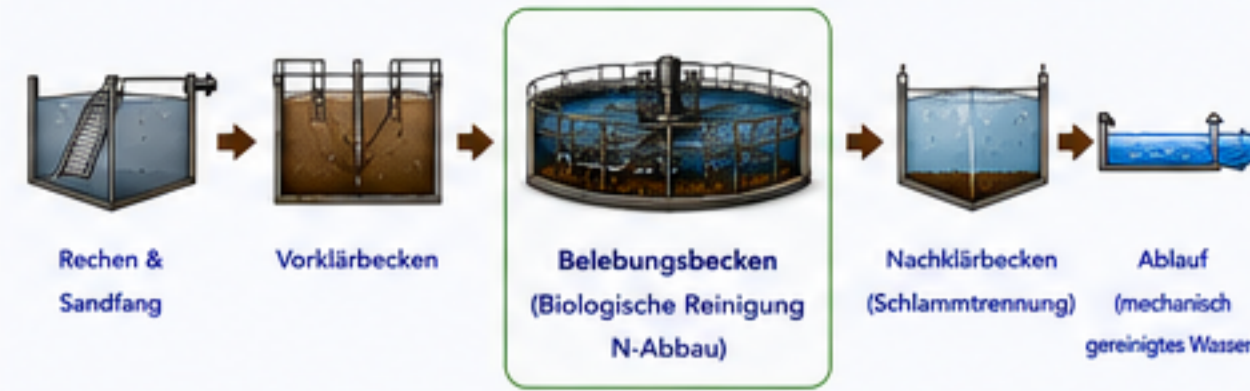 Rechen &
Sandfang
Vorklärbecken
Belebungsbecken
(Biologische Reinigung
N-Abbau)
Nachklärbecken
(Schlammtrennung)
Ablauf
(mechanisch
gereinigtes Wasser